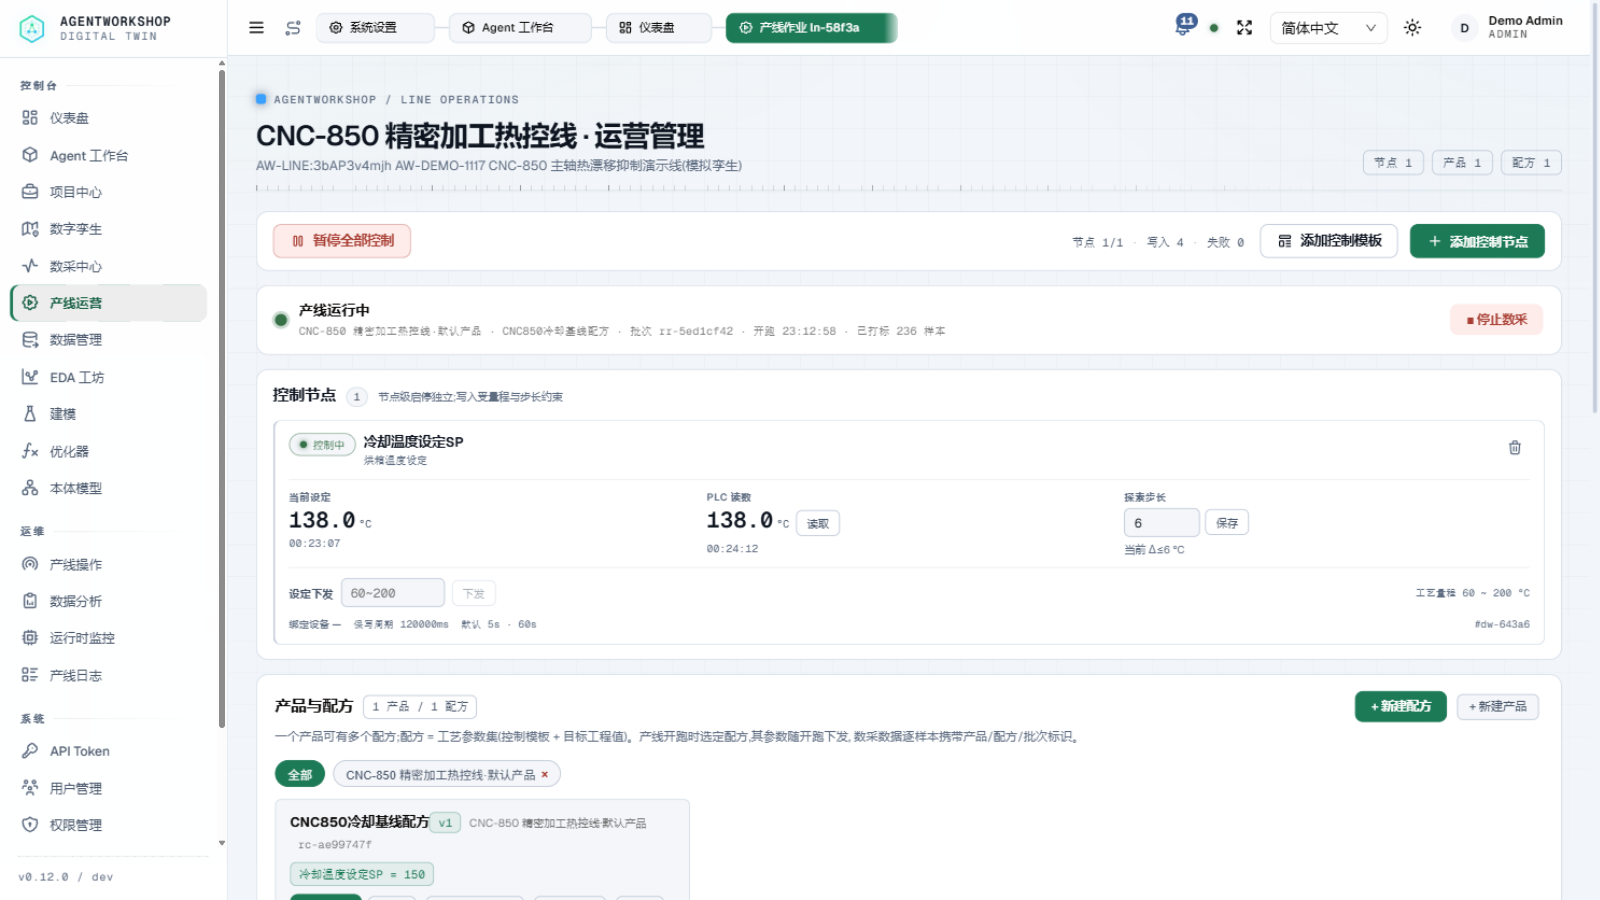 AGENTWORKSHOP
DIGITAL TWIN
系统设置
Agent 工作台
仪表盘
产线作业 ln-58f3a
11
简体中文
D
Demo Admin
ADMIN
控制台
仪表盘
Agent 工作台
项目中心
数字孪生
数采中心
产线运营
数据管理
EDA 工坊
建模
优化器
本体模型
运维
产线操作
数据分析
运行时监控
产线日志
系统
API Token
用户管理
权限管理
v0.12.0 / dev
AGENTWORKSHOP / LINE OPERATIONS
CNC-850 精密加工热控线 · 运营管理
AW-LINE:3bAP3v4mjh AW-DEMO-1117 CNC-850 主轴热漂移抑制演示线(模拟孪生)
节点 1
产品 1
配方 1
暂停全部控制
节点 1/1 · 写入 4 · 失败 0
添加控制模板
+ 添加控制节点
产线运行中
CNC-850 精密加工热控线·默认产品 · CNC850冷却基线配方 · 批次 rr-5ed1cf42 · 开跑 23:12:58 · 已打标 236 样本
停止数采
控制节点 1 节点级启停独立;写入受量程与步长约束
控制中
冷却温度设定SP
烘箱温度设定
当前设定
138.0 °C
00:23:07
PLC 读数
138.0 °C
读取
00:24:12
探索步长
6
保存
当前 Δ≤6 °C
设定下发
60~200
下发
工艺量程 60 ~ 200 °C
绑定设备 — 保写周期 120000ms 默认 5s · 60s
#dw-643a6
产品与配方
1 产品 / 1 配方
+ 新建配方
+ 新建产品
一个产品可有多个配方;配方 = 工艺参数集(控制模板 + 目标工程值)。产线开跑时选定配方,其参数随开跑下发, 数采数据逐样本携带产品/配方/批次标识。
全部
CNC-850 精密加工热控线·默认产品 ×
CNC850冷却基线配方
v1
CNC-850 精密加工热控线·默认产品
rc-ae99747f
冷却温度设定SP = 150